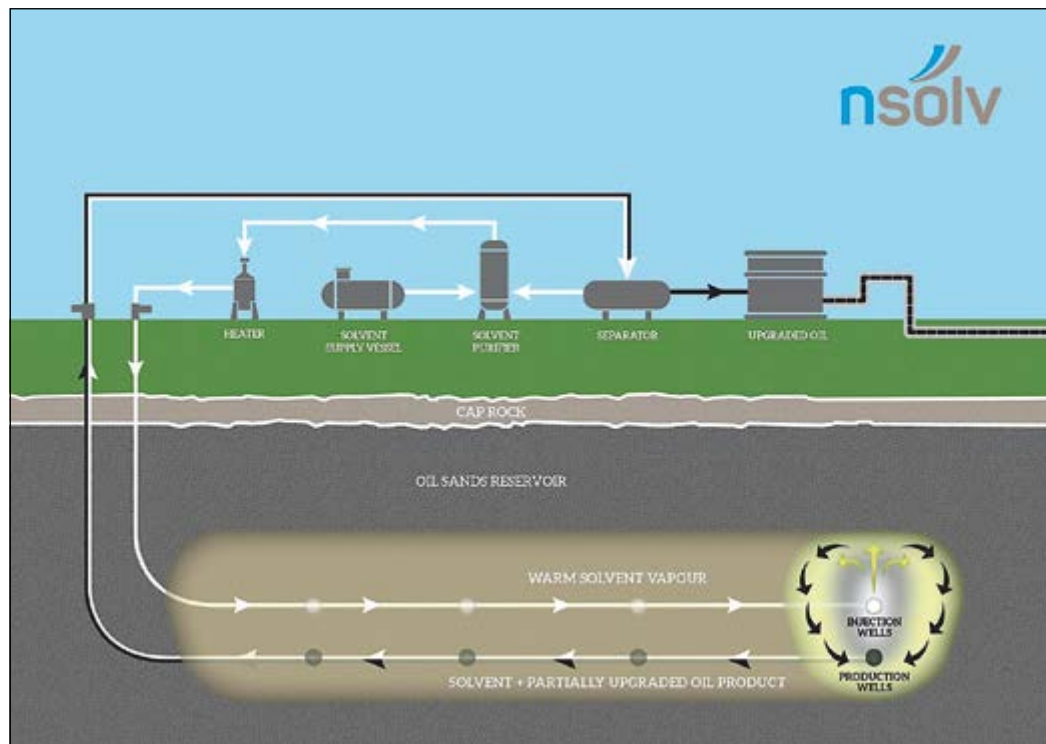 nsolv
HEATER
SOLVENT
SUPPLY VESSEL
SOLVENT
PURIFIER
SEPARATOR
UPGRADED OIL
CAP ROCK
OIL SANDS RESERVOIR
WARM SOLVENT VAPOUR
INJECTION
WELLS
SOLVENT + PARTIALLY UPGRADED OIL PRODUCT
PRODUCTION
WELLS